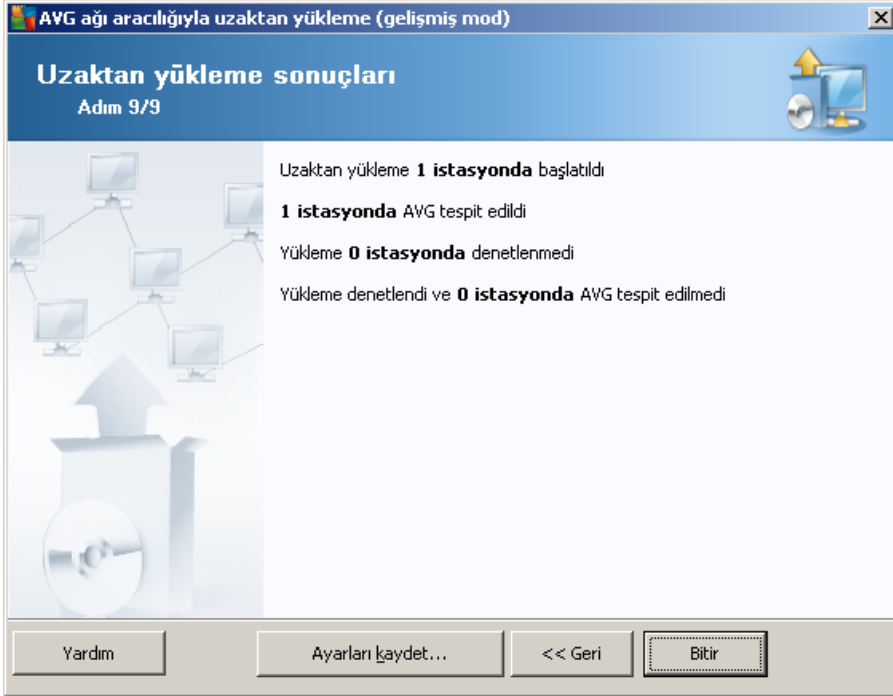 AVG ağı aracılığıyla uzaktan yükleme (gelişmiş mod)
Uzaktan yükleme sonuçları
Adım 9/9
Uzaktan yükleme 1 istasyonda başlatıldı
1 istasyonda AVG tespit edildi
Yükleme 0 istasyonda denetlenmedi
Yükleme denetlendi ve 0 istasyonda AVG tespit edilmedi
Yardım
Ayarları kaydet...
<< Geri
Bitir